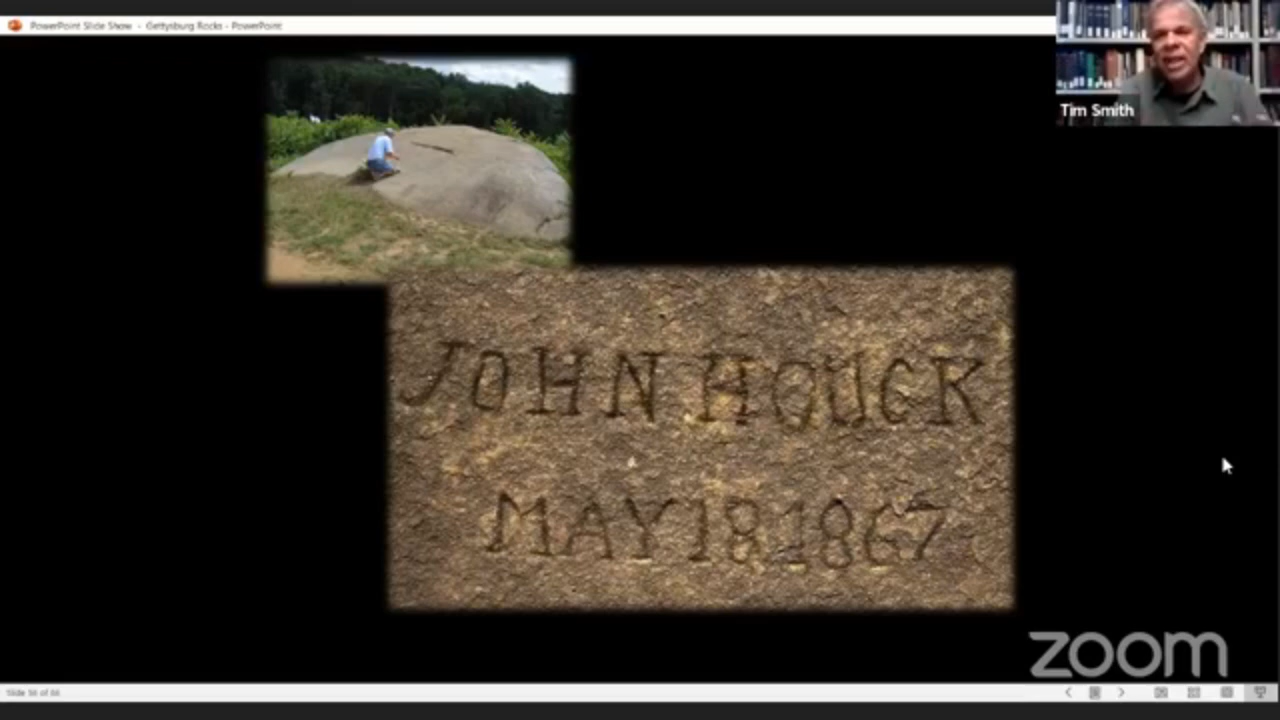 PowerPoint Slide Show - Gettysburg Rocks - PowerPoint
Tim Smith
JOHN HOUCK
MAY 18 1867
zoom